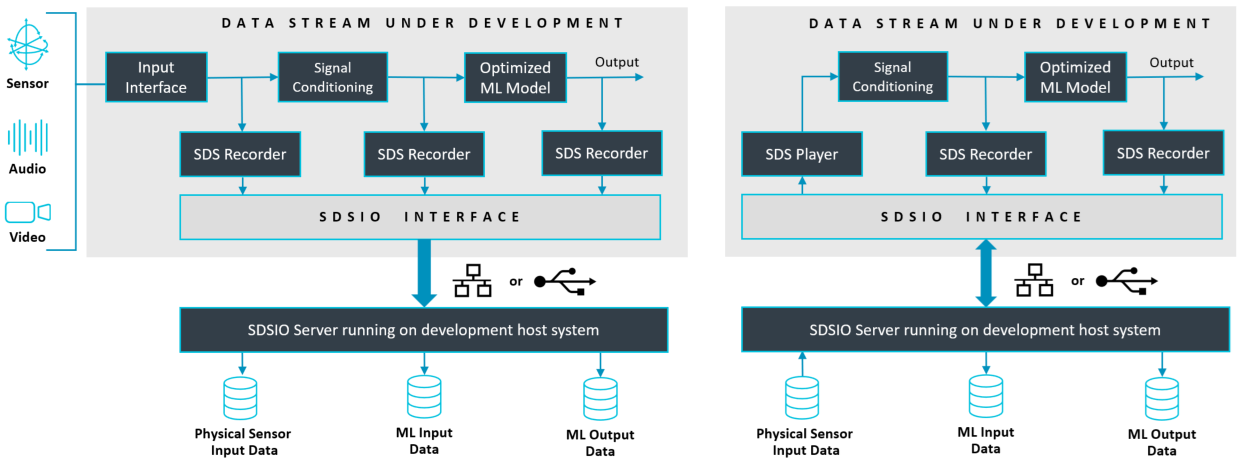 DATA STREAM UNDER DEVELOPMENT
Sensor
Audio
Video
Input
Interface
Signal
Conditioning
Optimized
ML Model
Output
SDS Recorder
SDS Recorder
SDS Recorder
SDSIO INTERFACE
or
SDSIO Server running on development host system
Physical Sensor
Input Data
ML Input
Data
ML Output
Data
DATA STREAM UNDER DEVELOPMENT
Signal
Conditioning
Optimized
ML Model
Output
SDS Player
SDS Recorder
SDS Recorder
SDSIO INTERFACE
or
SDSIO Server running on development host system
Physical Sensor
Input Data
ML Input
Data
ML Output
Data